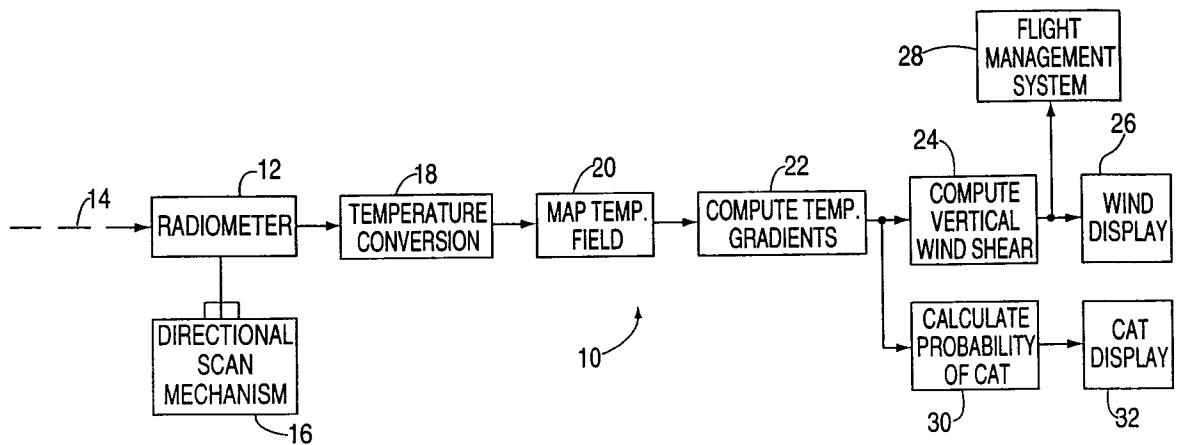 FLIGHT
MANAGEMENT
SYSTEM
28
12
18
20
22
24
26
14
RADIOMETER
TEMPERATURE
CONVERSION
MAP TEMP.
FIELD
COMPUTE TEMP.
GRADIENTS
COMPUTE
VERTICAL
WIND SHEAR
WIND
DISPLAY
DIRECTIONAL
SCAN
MECHANISM
16
10
CALCULATE
PROBABILITY
OF CAT
30
CAT
DISPLAY
32